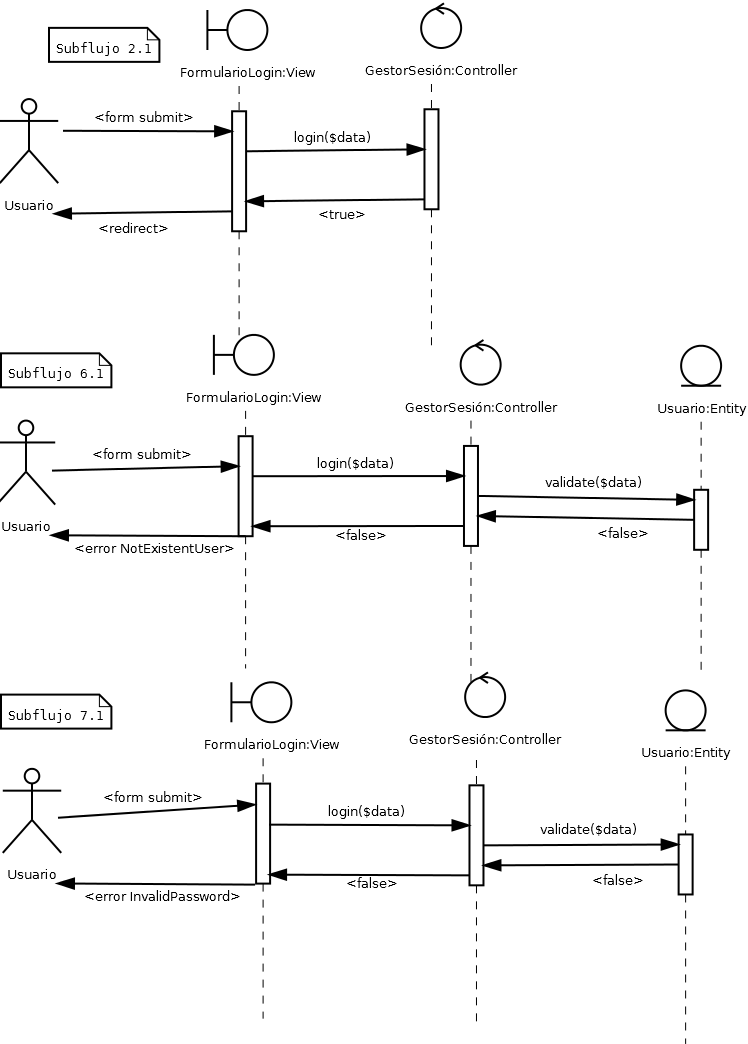 Subflujo 2.1
FormularioLogin:View
GestorSesión:Controller
<form submit>
login($data)
Usuario
<true>
<redirect>
Subflujo 6.1
FormularioLogin:View
GestorSesión:Controller
Usuario:Entity
<form submit>
login($data)
validate($data)
Usuario
<false>
<false>
<error NotExistentUser>
Subflujo 7.1
FormularioLogin:View
GestorSesión:Controller
Usuario:Entity
<form submit>
login($data)
validate($data)
Usuario
<false>
<false>
<error InvalidPassword>